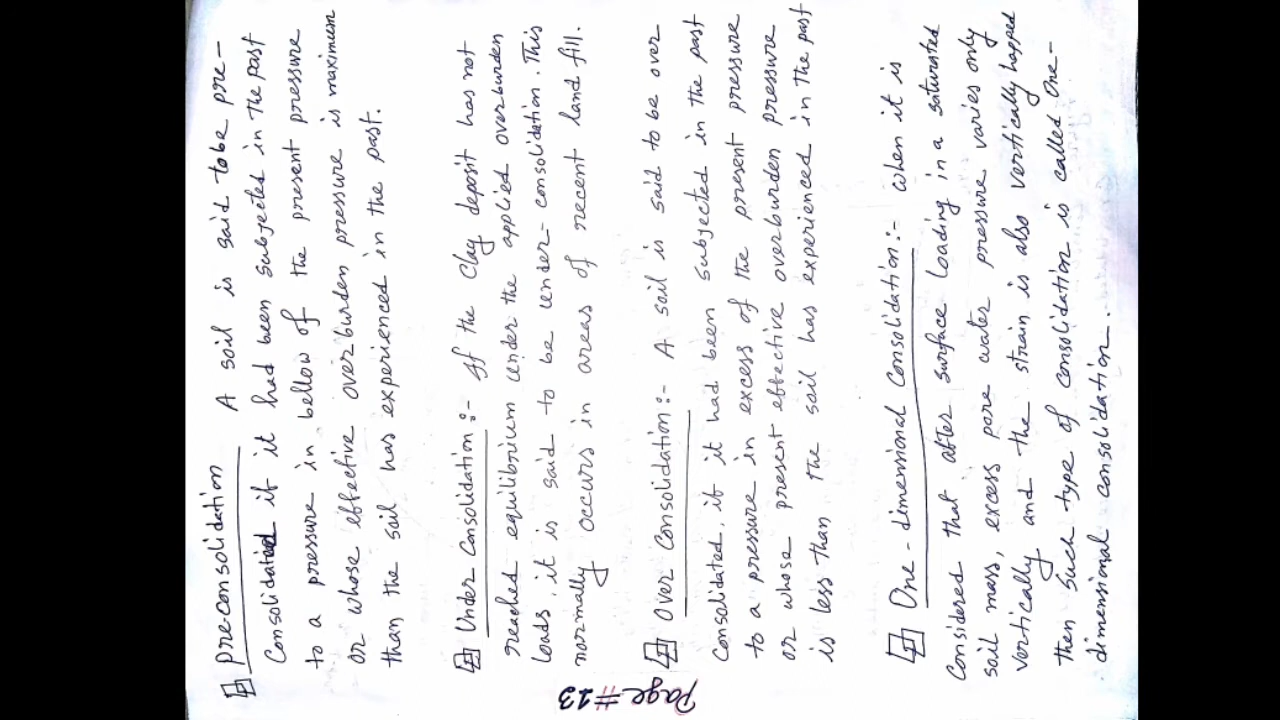 preconsolidation A soil is said to be pre-
Consolidated if it had been subjected in the past
to a pressure in bellow of the present pressure
or whose effective overburden pressure is maximum
than the soil has experienced in the past.
Under Consolidation :- If the clay deposit has not
reached equilibrium under the applied overburden
loads, it is said to be under-consolidation. This
normally occurs in areas of recent land fill.
Over Consolidation :- A soil is said to be over
Consolidated, if it had been subjected in the past
to a pressure in excess of the present pressure
or whose present effective overburden pressure
is less than the soil has experienced in the past
One-dimensional Consolidation :- when it is
Considered that after surface loading in a saturated
soil mass, excess pore water pressure varies only
vertically and the strain is also vertically happed
then such type of consolidation is called One-
dimensional consolidation.
Page #13